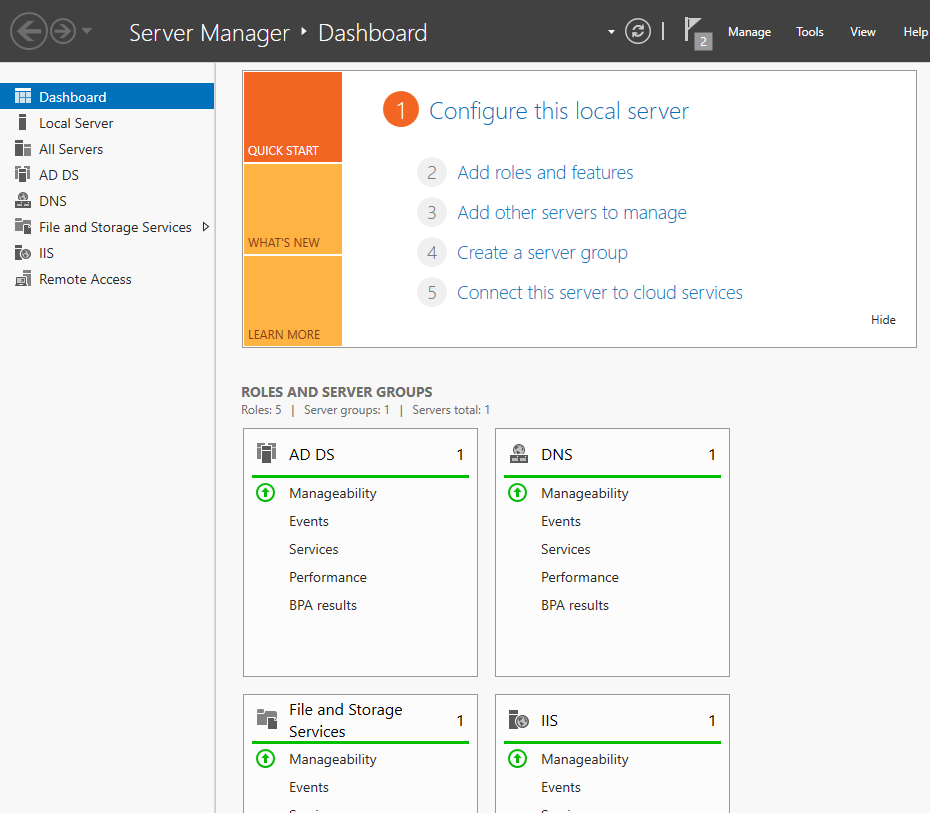 Server Manager ‣ Dashboard
2
Manage
Tools
View
Help
Dashboard
Local Server
All Servers
AD DS
DNS
File and Storage Services
IIS
Remote Access
QUICK START
WHAT'S NEW
LEARN MORE
1 Configure this local server
2 Add roles and features
3 Add other servers to manage
4 Create a server group
5 Connect this server to cloud services
Hide
ROLES AND SERVER GROUPS
Roles: 5 | Server groups: 1 | Servers total: 1
AD DS 1
Manageability
Events
Services
Performance
BPA results
DNS 1
Manageability
Events
Services
Performance
BPA results
File and Storage
Services 1
Manageability
Events
IIS 1
Manageability
Events